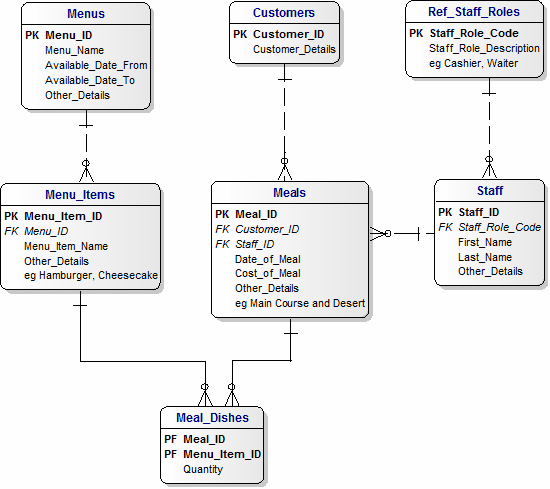 Menus
PK Menu_ID
Menu_Name
Available_Date_From
Available_Date_To
Other_Details
Customers
PK Customer_ID
Customer_Details
Ref_Staff_Roles
PK Staff_Role_Code
Staff_Role_Description
eg Cashier, Waiter
Menu_Items
PK Menu_Item_ID
FK Menu_ID
Menu_Item_Name
Other_Details
eg Hamburger, Cheesecake
Meals
PK Meal_ID
FK Customer_ID
FK Staff_ID
Date_of_Meal
Cost_of_Meal
Other_Details
eg Main Course and Desert
Staff
PK Staff_ID
FK Staff_Role_Code
First_Name
Last_Name
Other_Details
Meal_Dishes
PF Meal_ID
PF Menu_Item_ID
Quantity